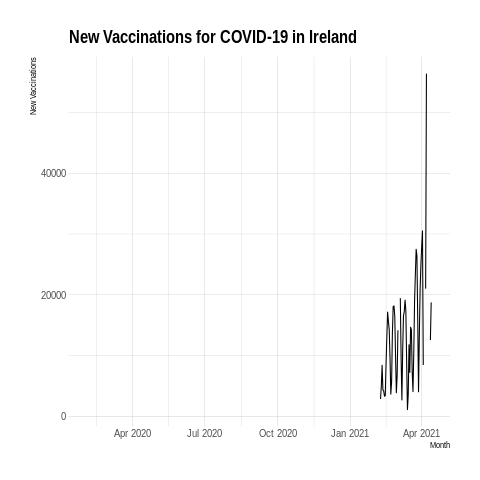 New Vaccinations for COVID-19 in Ireland
New Vaccinations
40000
20000
0
Apr 2020 Jul 2020 Oct 2020 Jan 2021 Apr 2021
Month